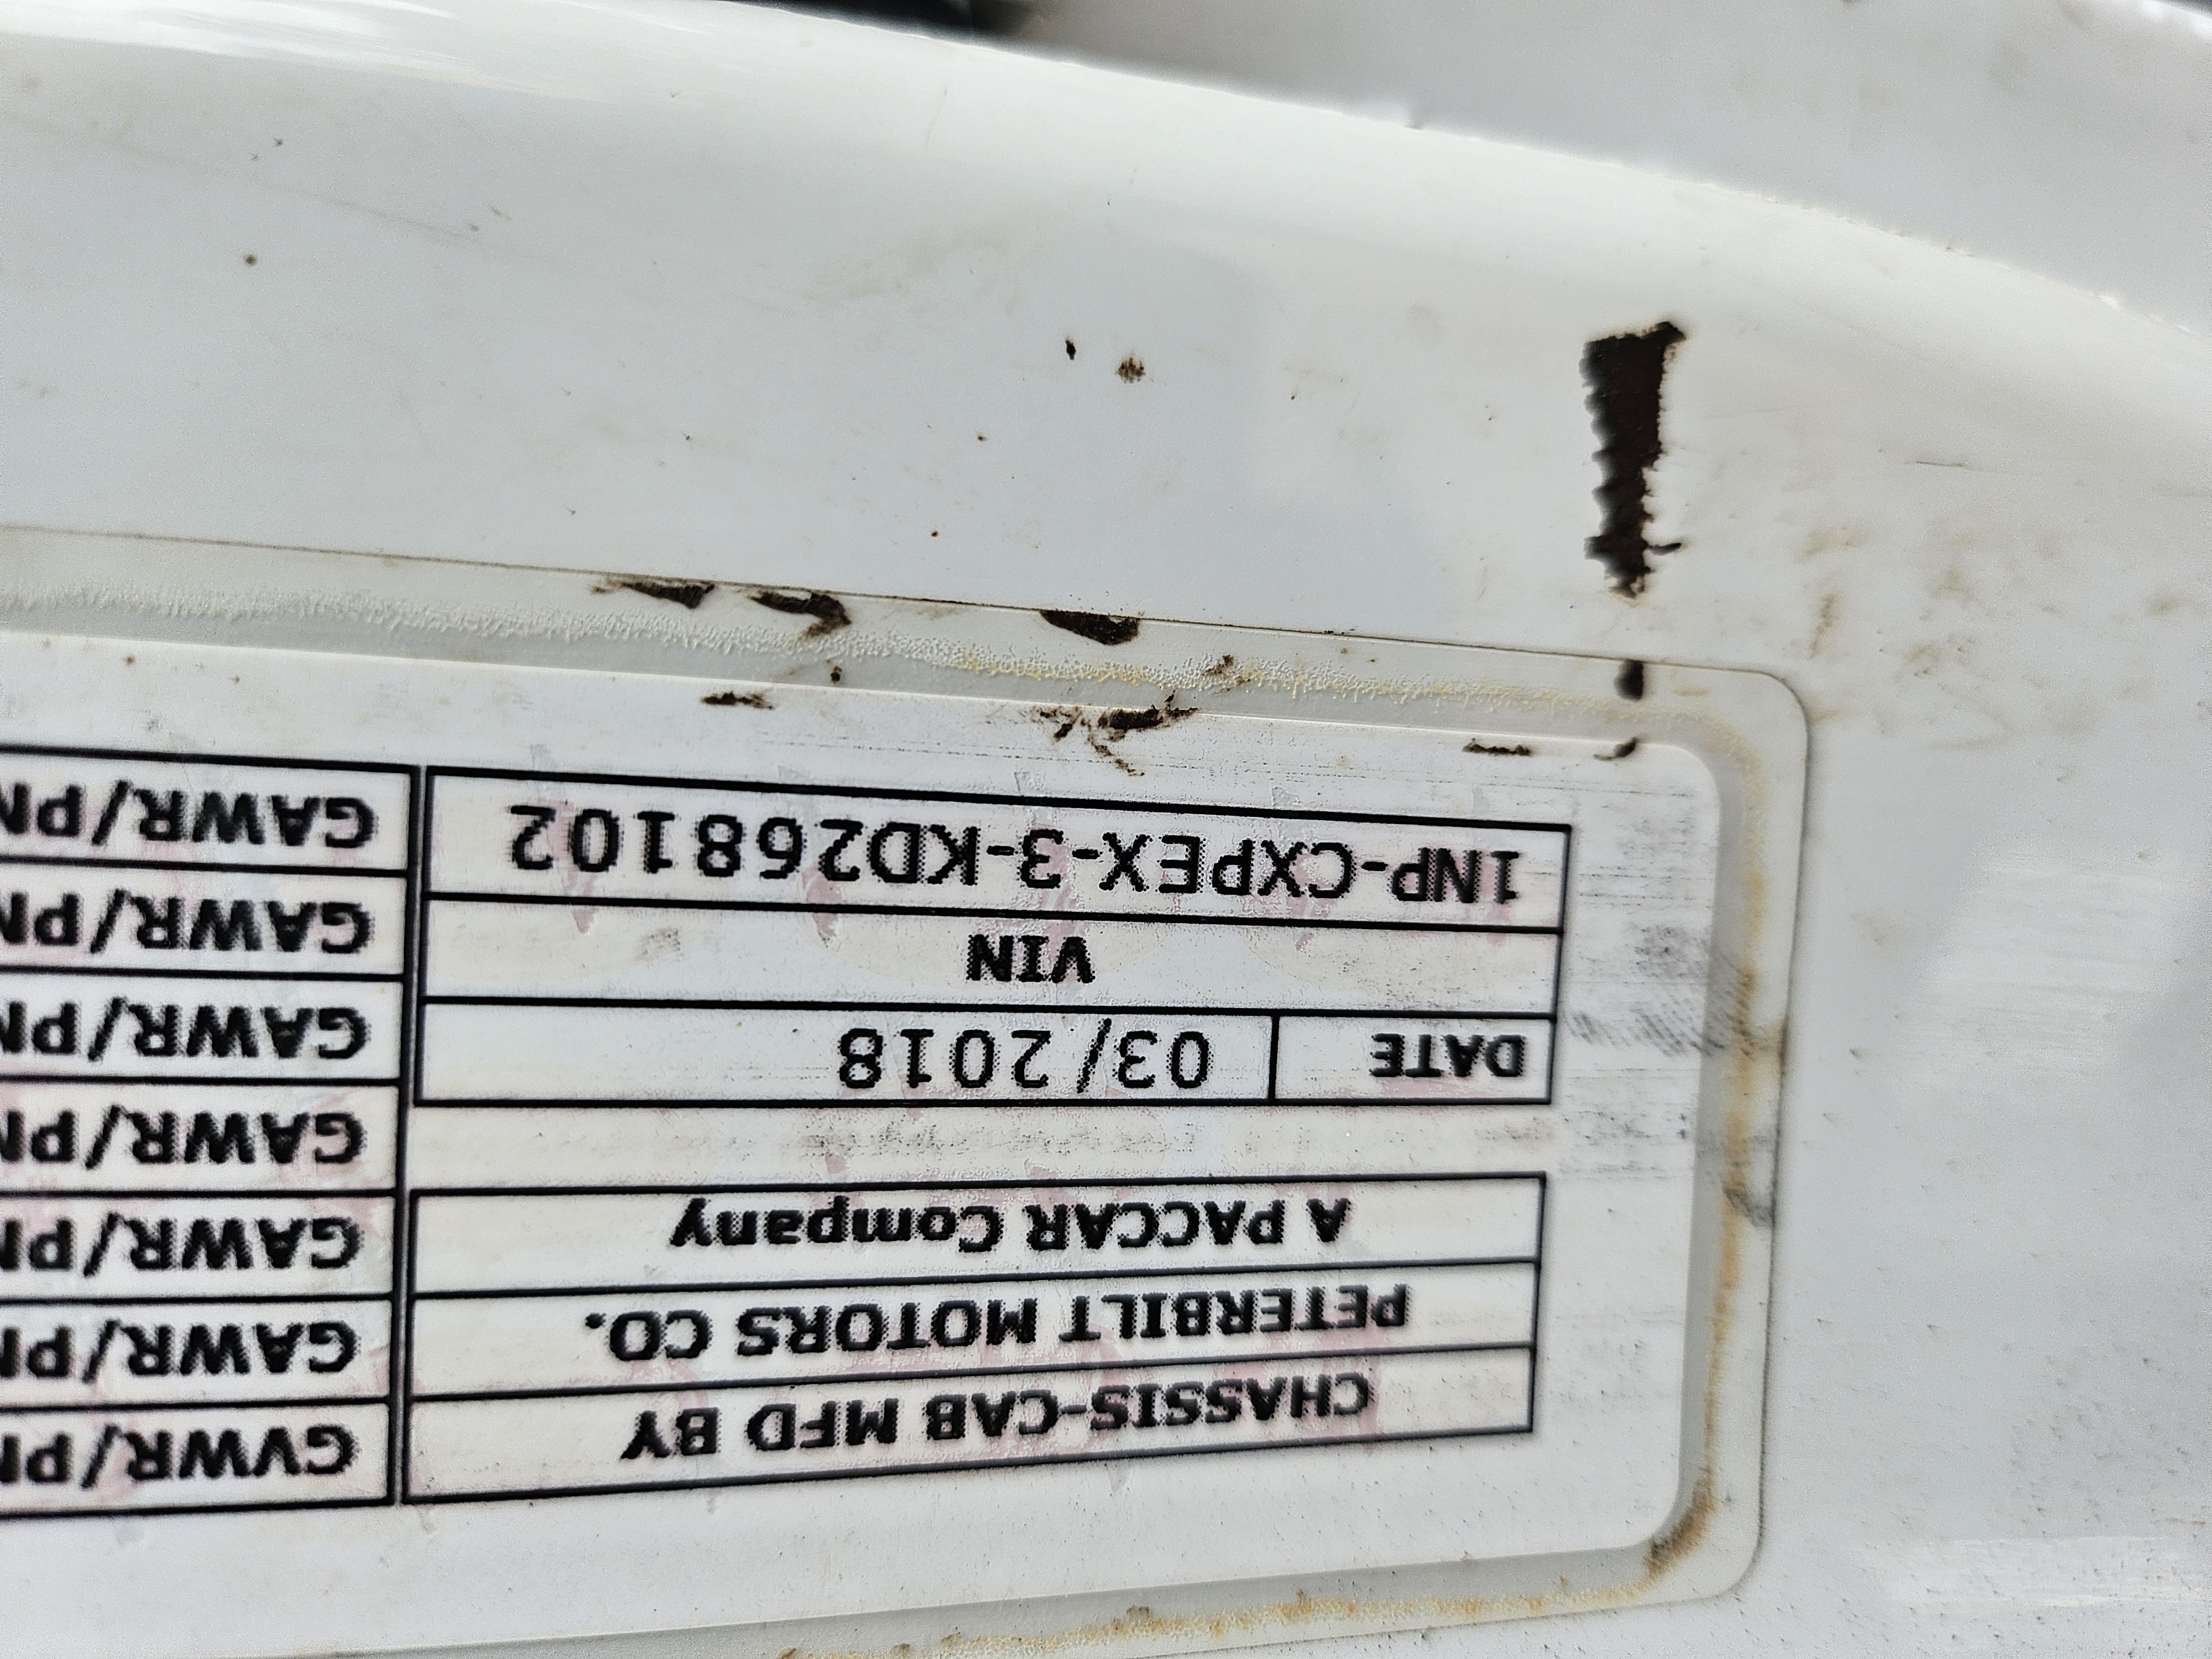 CHASSIS-CAB MFD BY
PETERBILT MOTORS CO.
A PACCAR Company
DATE 03/2018
VIN
1NP-CXPEX-3-KD268102
GVWR/PN
GAWR/PN
GAWR/PN
GAWR/PN
GAWR/PN
GAWR/PN
GAWR/PN